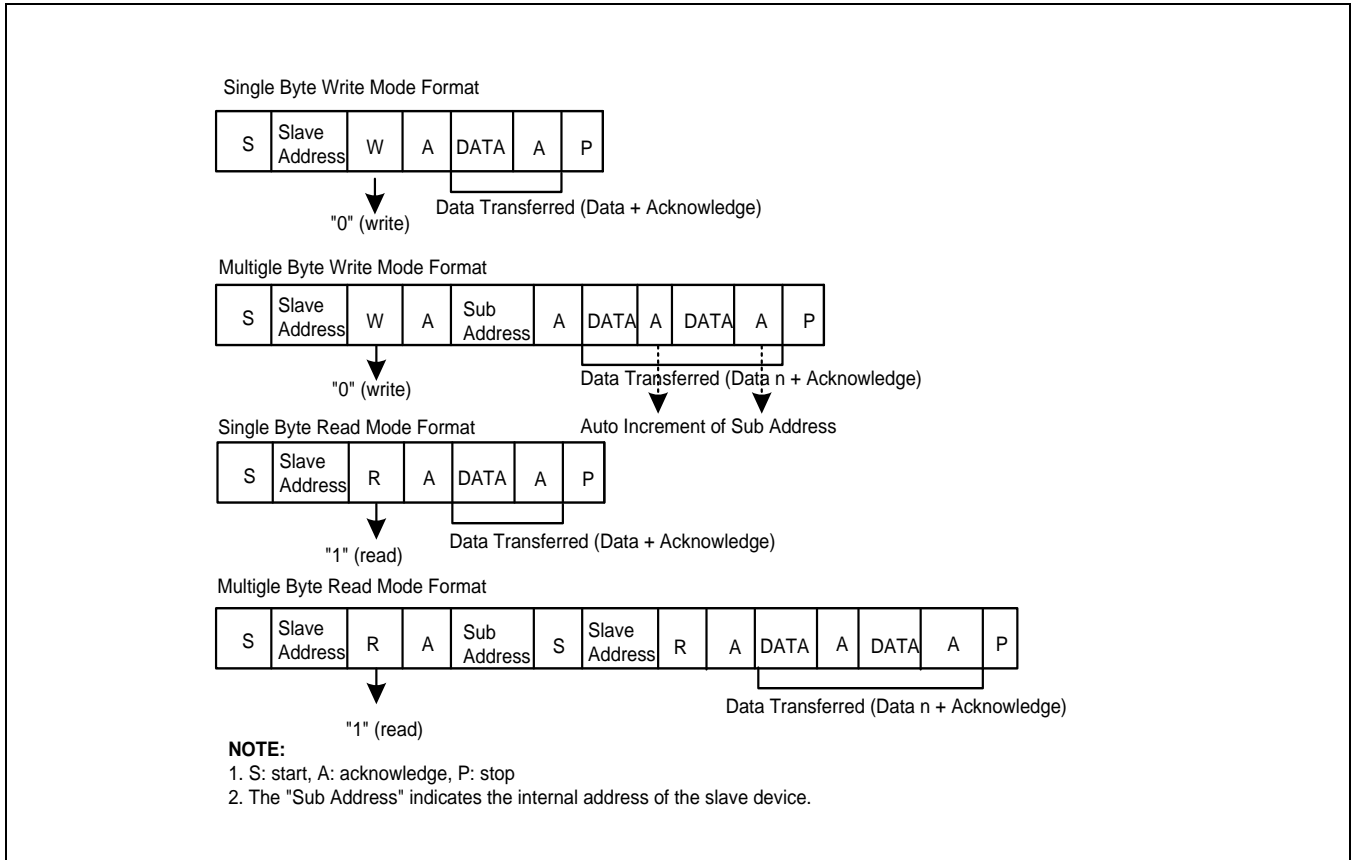 Single Byte Write Mode Format
S Slave Address W A DATA A P
Data Transferred (Data + Acknowledge)
"0" (write)
Multigle Byte Write Mode Format
S Slave Address W A Sub Address A DATA A DATA A P
Data Transferred (Data n + Acknowledge)
"0" (write)
Auto Increment of Sub Address
Single Byte Read Mode Format
S Slave Address R A DATA A P
Data Transferred (Data + Acknowledge)
"1" (read)
Multigle Byte Read Mode Format
S Slave Address R A Sub Address S Slave Address R A DATA A DATA A P
Data Transferred (Data n + Acknowledge)
"1" (read)
NOTE:
1. S: start, A: acknowledge, P: stop
2. The "Sub Address" indicates the internal address of the slave device.